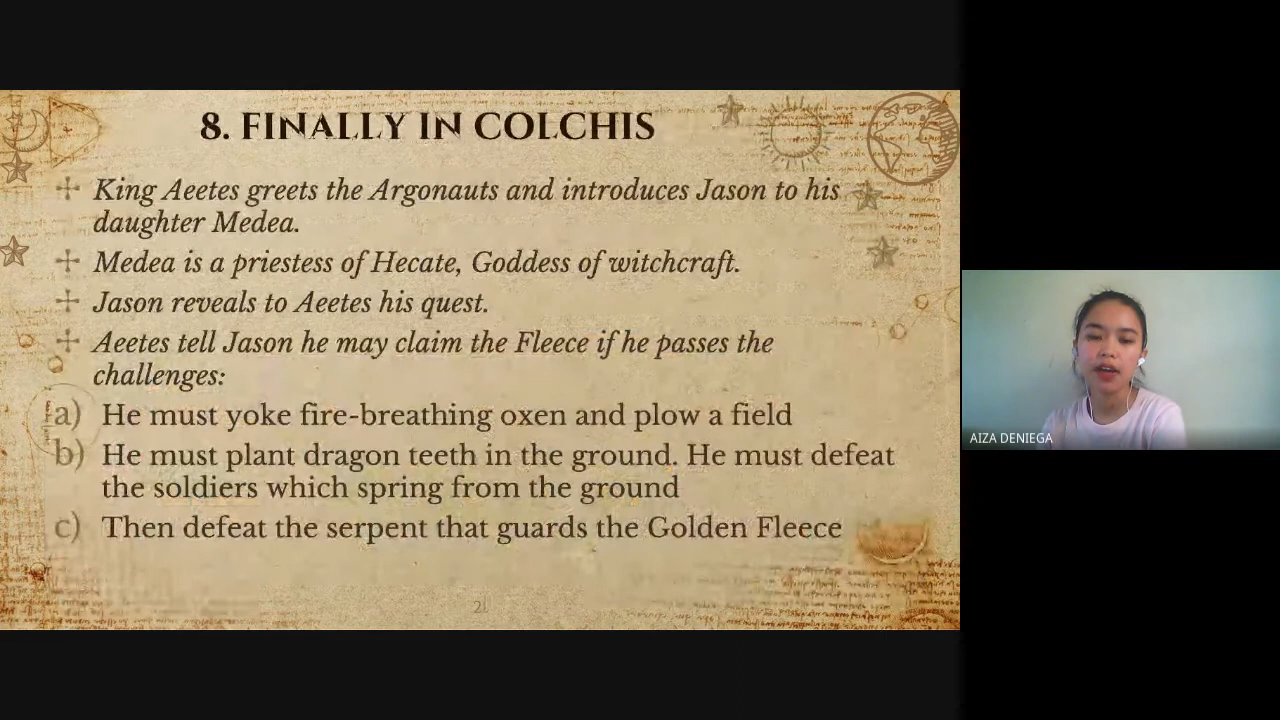 8. FINALLY IN COLCHIS
King Aeetes greets the Argonauts and introduces Jason to his
daughter Medea.
Medea is a priestess of Hecate, Goddess of witchcraft.
Jason reveals to Aeetes his quest.
Aeetes tell Jason he may claim the Fleece if he passes the
challenges:
a) He must yoke fire-breathing oxen and plow a field
b) He must plant dragon teeth in the ground. He must defeat
the soldiers which spring from the ground
c) Then defeat the serpent that guards the Golden Fleece
21
AIZA DENIEGA